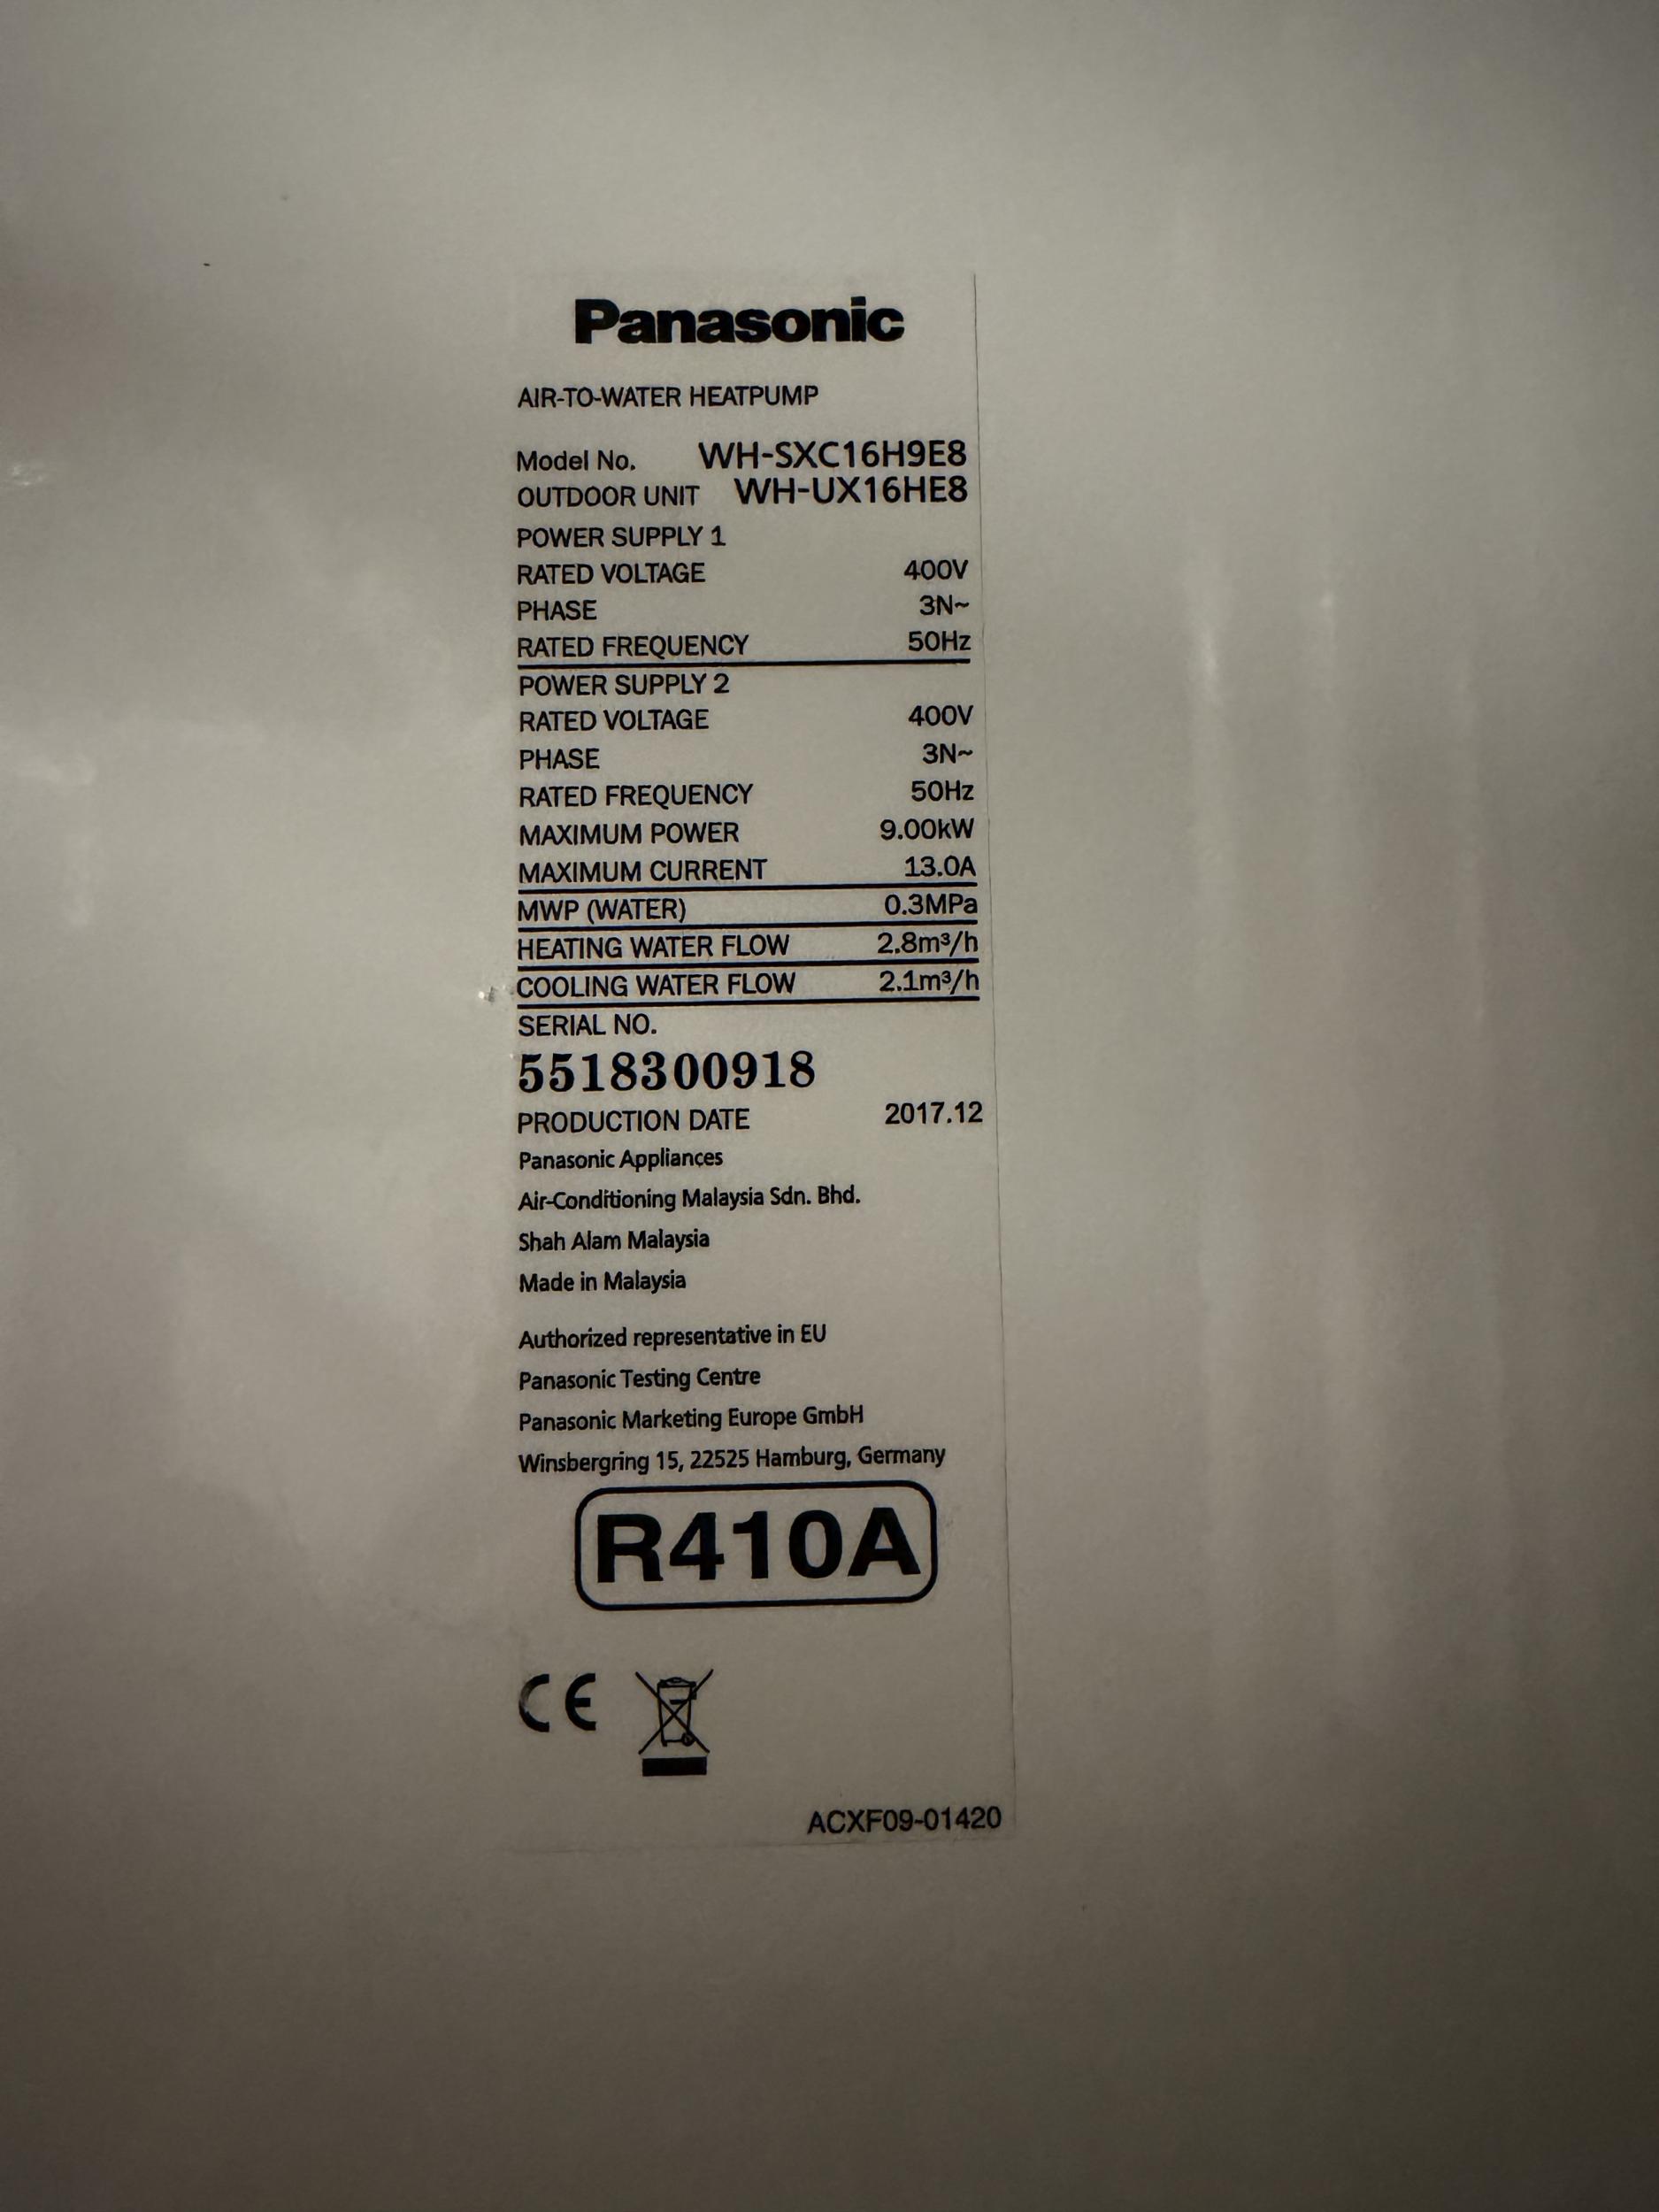 Panasonic
AIR-TO-WATER HEATPUMP
Model No. WH-SXC16H9E8
OUTDOOR UNIT WH-UX16HE8
POWER SUPPLY 1
RATED VOLTAGE 400V
PHASE 3N~
RATED FREQUENCY 50Hz
POWER SUPPLY 2
RATED VOLTAGE 400V
PHASE 3N~
RATED FREQUENCY 50Hz
MAXIMUM POWER 9.00kW
MAXIMUM CURRENT 13.0A
MWP (WATER) 0.3MPa
HEATING WATER FLOW 2.8m³/h
COOLING WATER FLOW 2.1m³/h
SERIAL NO.
5518300918
PRODUCTION DATE 2017.12
Panasonic Appliances
Air-Conditioning Malaysia Sdn. Bhd.
Shah Alam Malaysia
Made in Malaysia
Authorized representative in EU
Panasonic Testing Centre
Panasonic Marketing Europe GmbH
Winsbergring 15, 22525 Hamburg, Germany
R410A
CE
ACXF09-01420